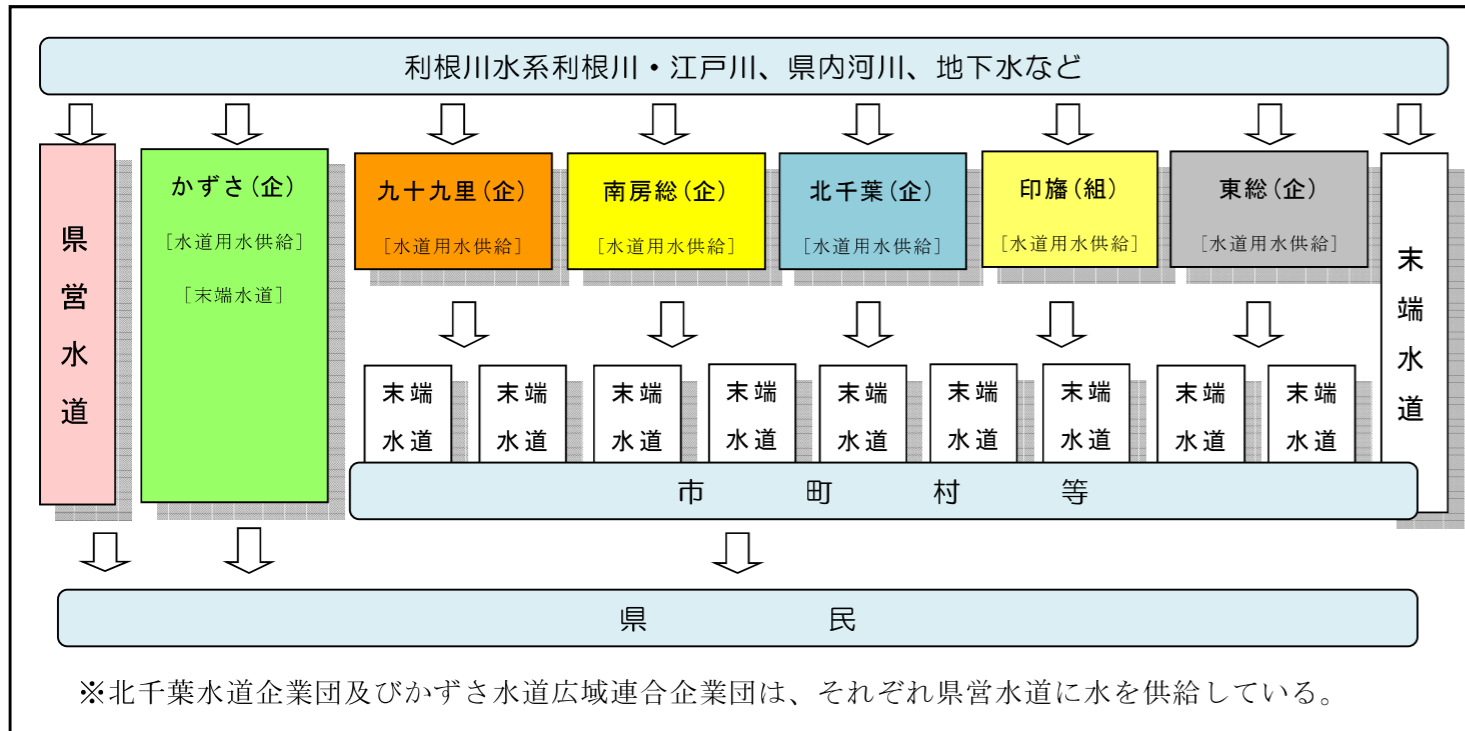 利根川水系利根川・江戸川、県内河川、地下水など
県営水道
かずさ(企)
[水道用水供給]
[末端水道]
九十九里(企)
[水道用水供給]
南房総(企)
[水道用水供給]
北千葉(企)
[水道用水供給]
印旛(組)
[水道用水供給]
東総(企)
[水道用水供給]
末端水道
末端
水道
末端
水道
末端
水道
末端
水道
末端
水道
末端
水道
末端
水道
末端
水道
末端
水道
市町村等
県民
※北千葉水道企業団及びかずさ水道広域連合企業団は、それぞれ県営水道に水を供給している。